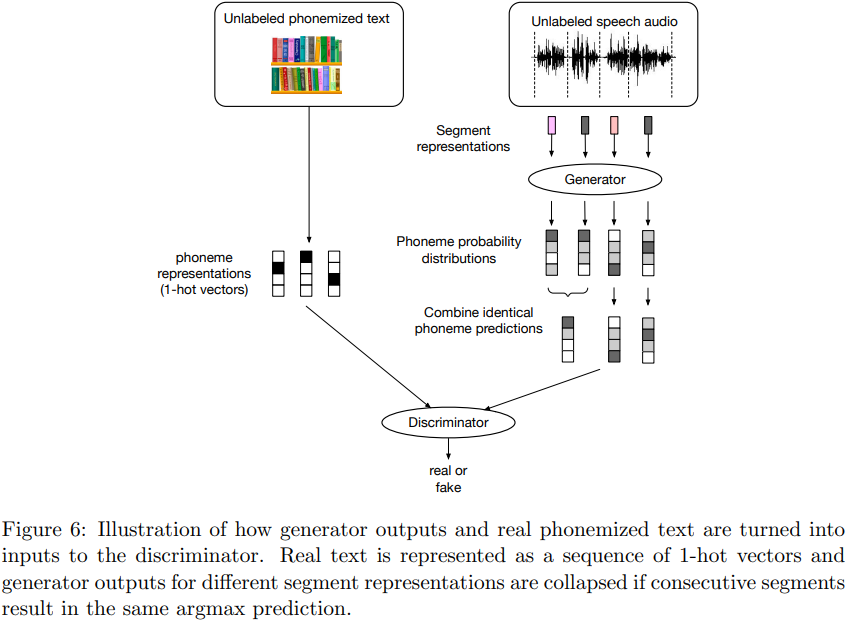 Unlabeled phonemized text
Unlabeled speech audio
Segment
representations
Generator
Phoneme probability
distributions
phoneme
representations
(1-hot vectors)
Combine identical
phoneme predictions
Discriminator
real or
fake
Figure 6: Illustration of how generator outputs and real phonemized text are turned into
inputs to the discriminator. Real text is represented as a sequence of 1-hot vectors and
generator outputs for different segment representations are collapsed if consecutive segments
result in the same argmax prediction.